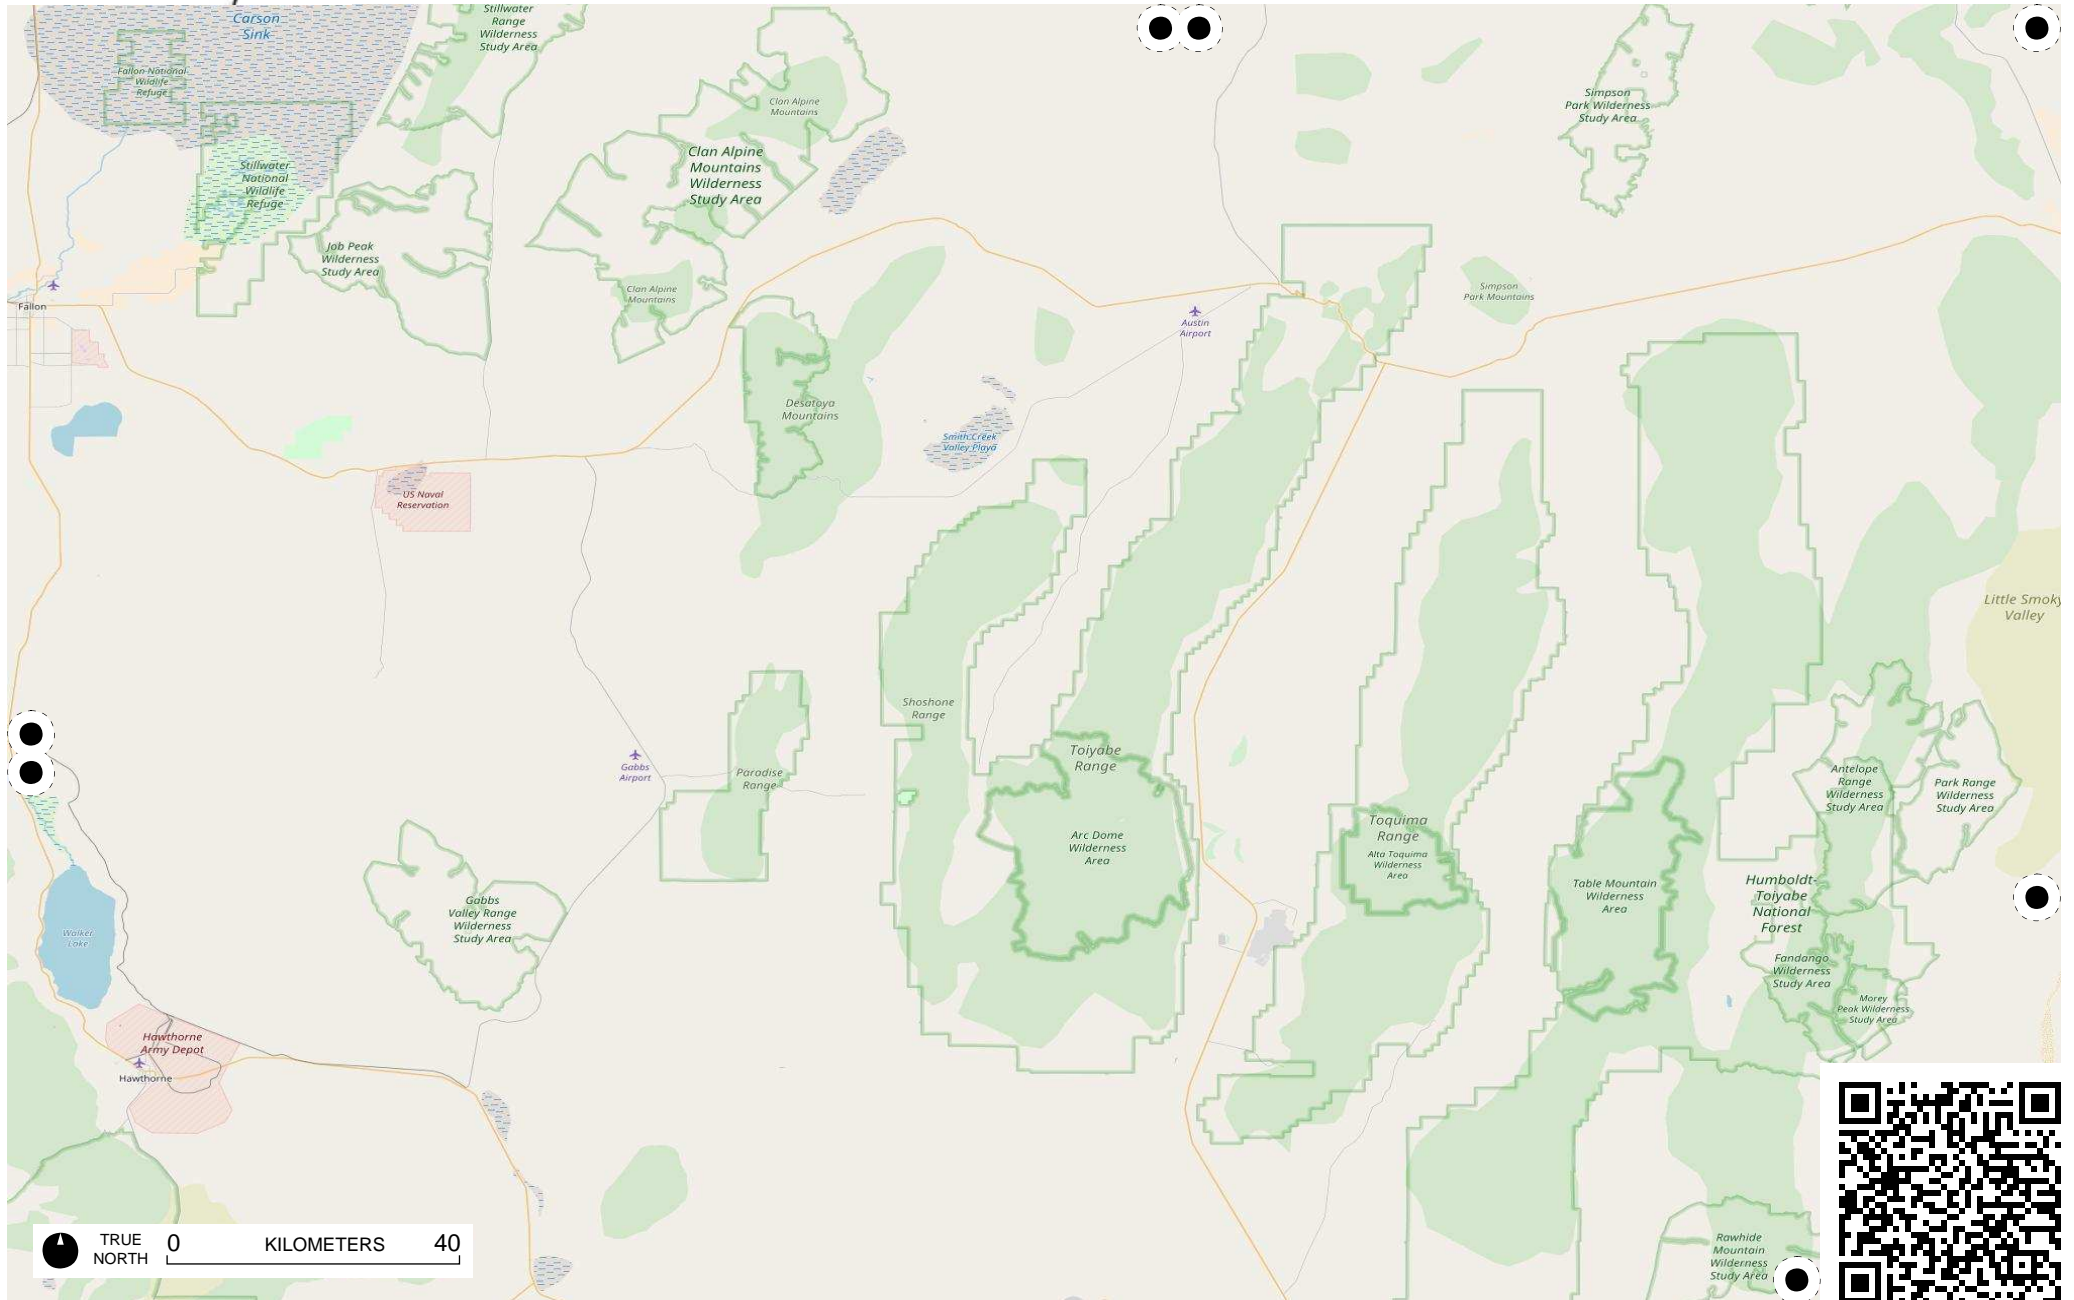 Carson
Sink
Stillwater
Range
Wilderness
Study Area
Fallon National
Wildlife
Refuge
Clan Alpine
Mountains
Simpson
Park Wilderness
Study Area
Clan Alpine
Mountains
Wilderness
Study Area
Stillwater
National
Wildlife
Refuge
Job Peak
Wilderness
Study Area
Clan Alpine
Mountains
Simpson
Park Mountains
Fallon
Austin
Airport
Desatoya
Mountains
Smith Creek
Valley Playa
US Naval
Reservation
Little Smoky
Valley
Shoshone
Range
Toiyabe
Range
Gabbs
Airport
Paradise
Range
Antelope
Range
Wilderness
Study Area
Park Range
Wilderness
Study Area
Toquima
Range
Arc Dome
Wilderness
Area
Alta Toquima
Wilderness
Area
Table Mountain
Wilderness
Area
Humboldt-
Toiyabe
National
Forest
Gabbs
Valley Range
Wilderness
Study Area
Walker
Lake
Fandango
Wilderness
Study Area
Morey
Peak Wilderness
Study Area
Hawthorne
Army Depot
Hawthorne
Rawhide
Mountain
Wilderness
Study Area
TRUE
NORTH
0 KILOMETERS 40